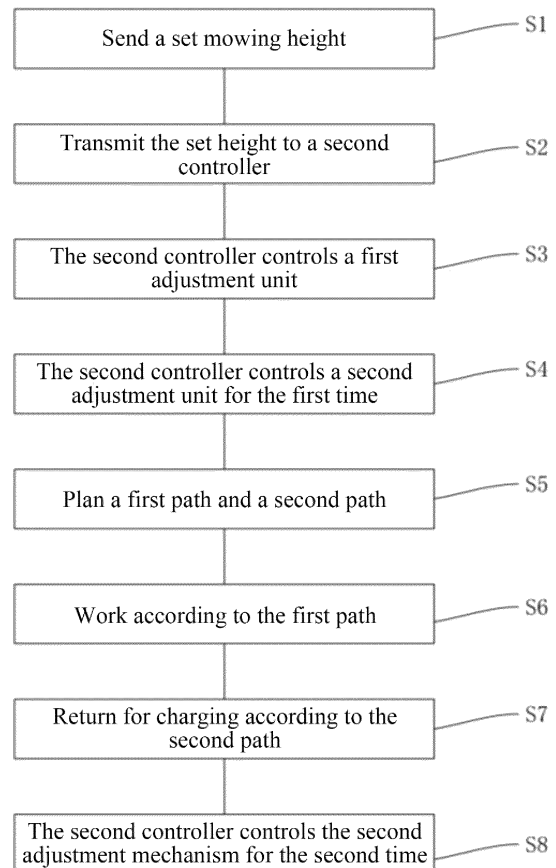 Send a set mowing height
S1
Transmit the set height to a second
controller
S2
The second controller controls a first
adjustment unit
S3
The second controller controls a second
adjustment unit for the first time
S4
Plan a first path and a second path
S5
Work according to the first path
S6
Return for charging according to the
second path
S7
The second controller controls the second
adjustment mechanism for the second time
S8